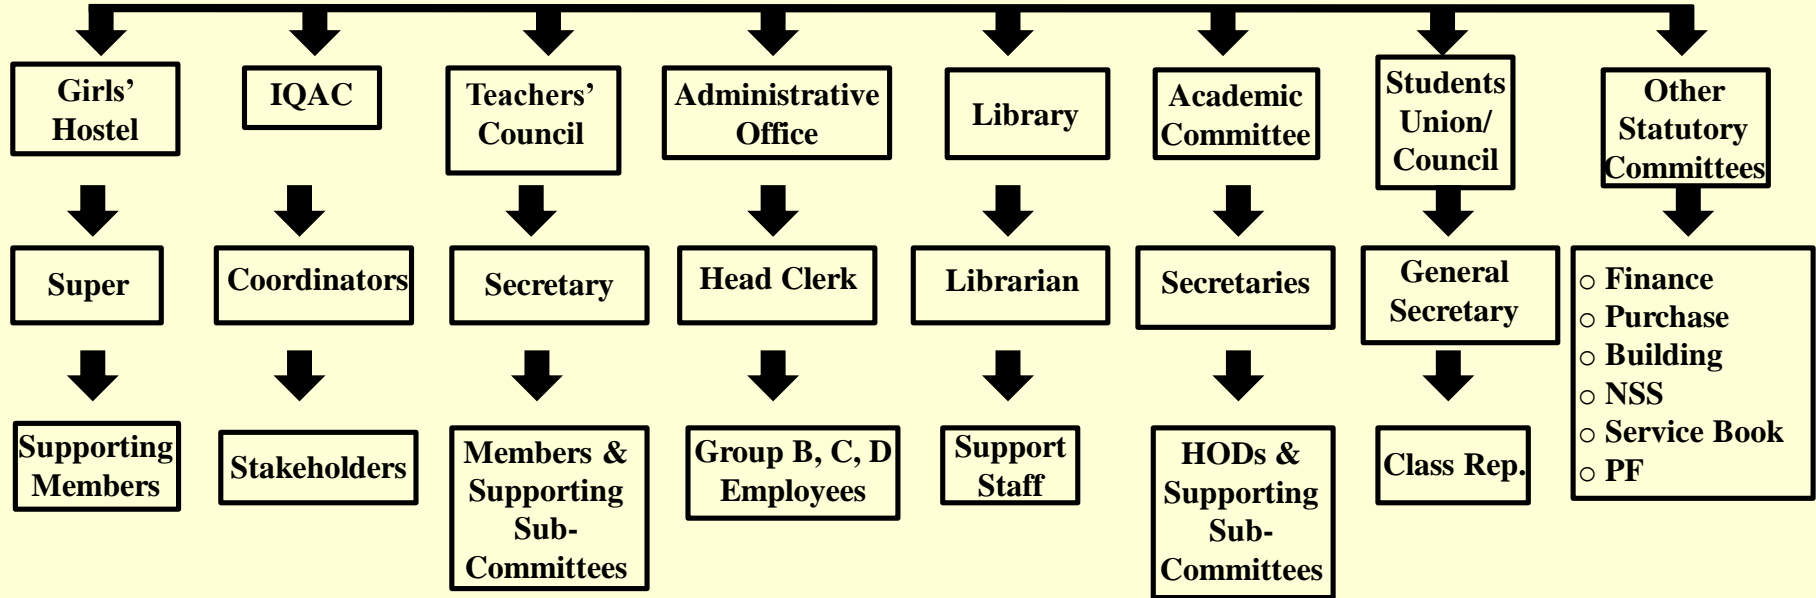 Girls’
Hostel
IQAC
Teachers’
Council
Administrative
Office
Library
Academic
Committee
Students
Union/
Council
Other
Statutory
Committees
Super
Coordinators
Secretary
Head Clerk
Librarian
Secretaries
General
Secretary
○ Finance
○ Purchase
○ Building
○ NSS
○ Service Book
○ PF
Supporting
Members
Stakeholders
Members &
Supporting
Sub-
Committees
Group B, C, D
Employees
Support
Staff
HODs &
Supporting
Sub-
Committees
Class Rep.